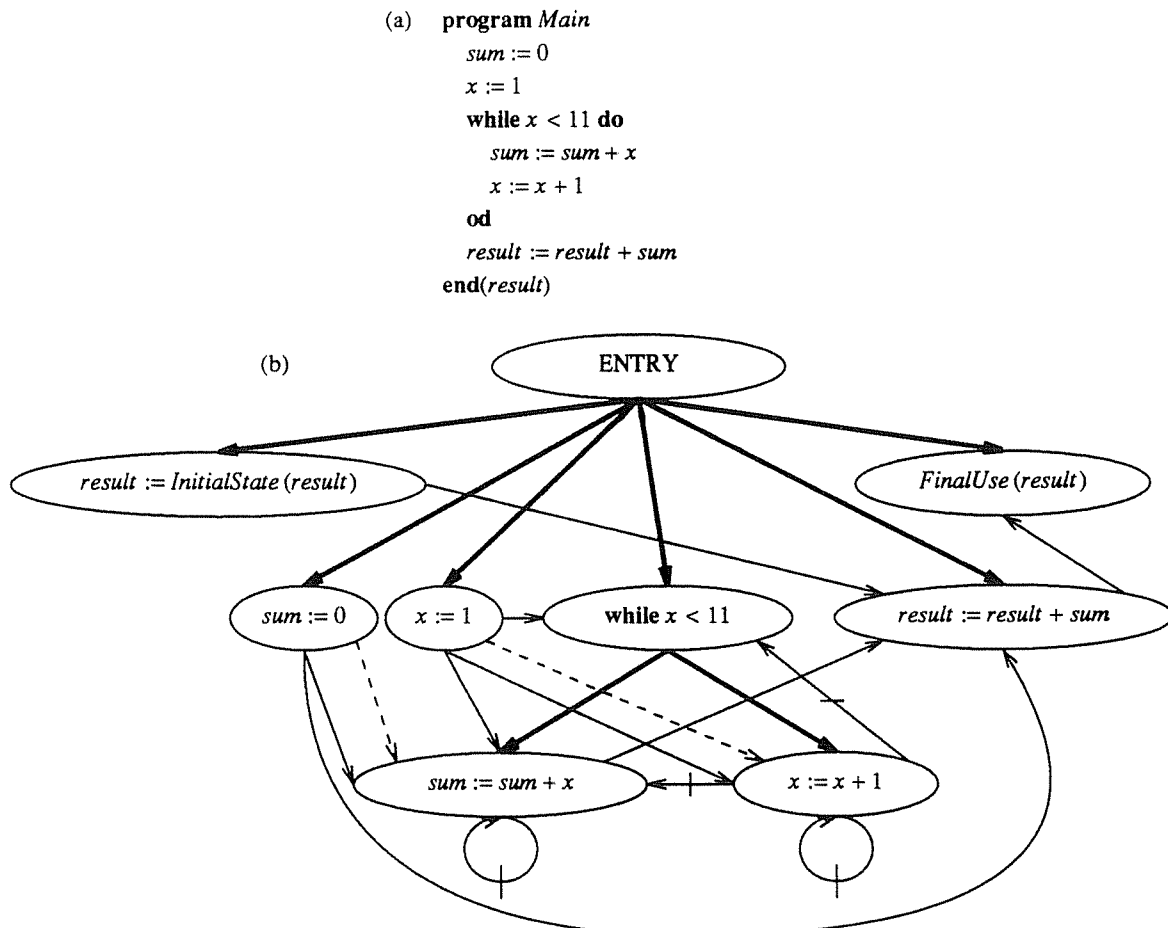 (a) program Main
sum := 0
x := 1
while x < 11 do
sum := sum + x
x := x + 1
od
result := result + sum
end(result)
(b)
ENTRY
result := InitialState (result)
FinalUse (result)
sum := 0
x := 1
while x < 11
result := result + sum
sum := sum + x
x := x + 1